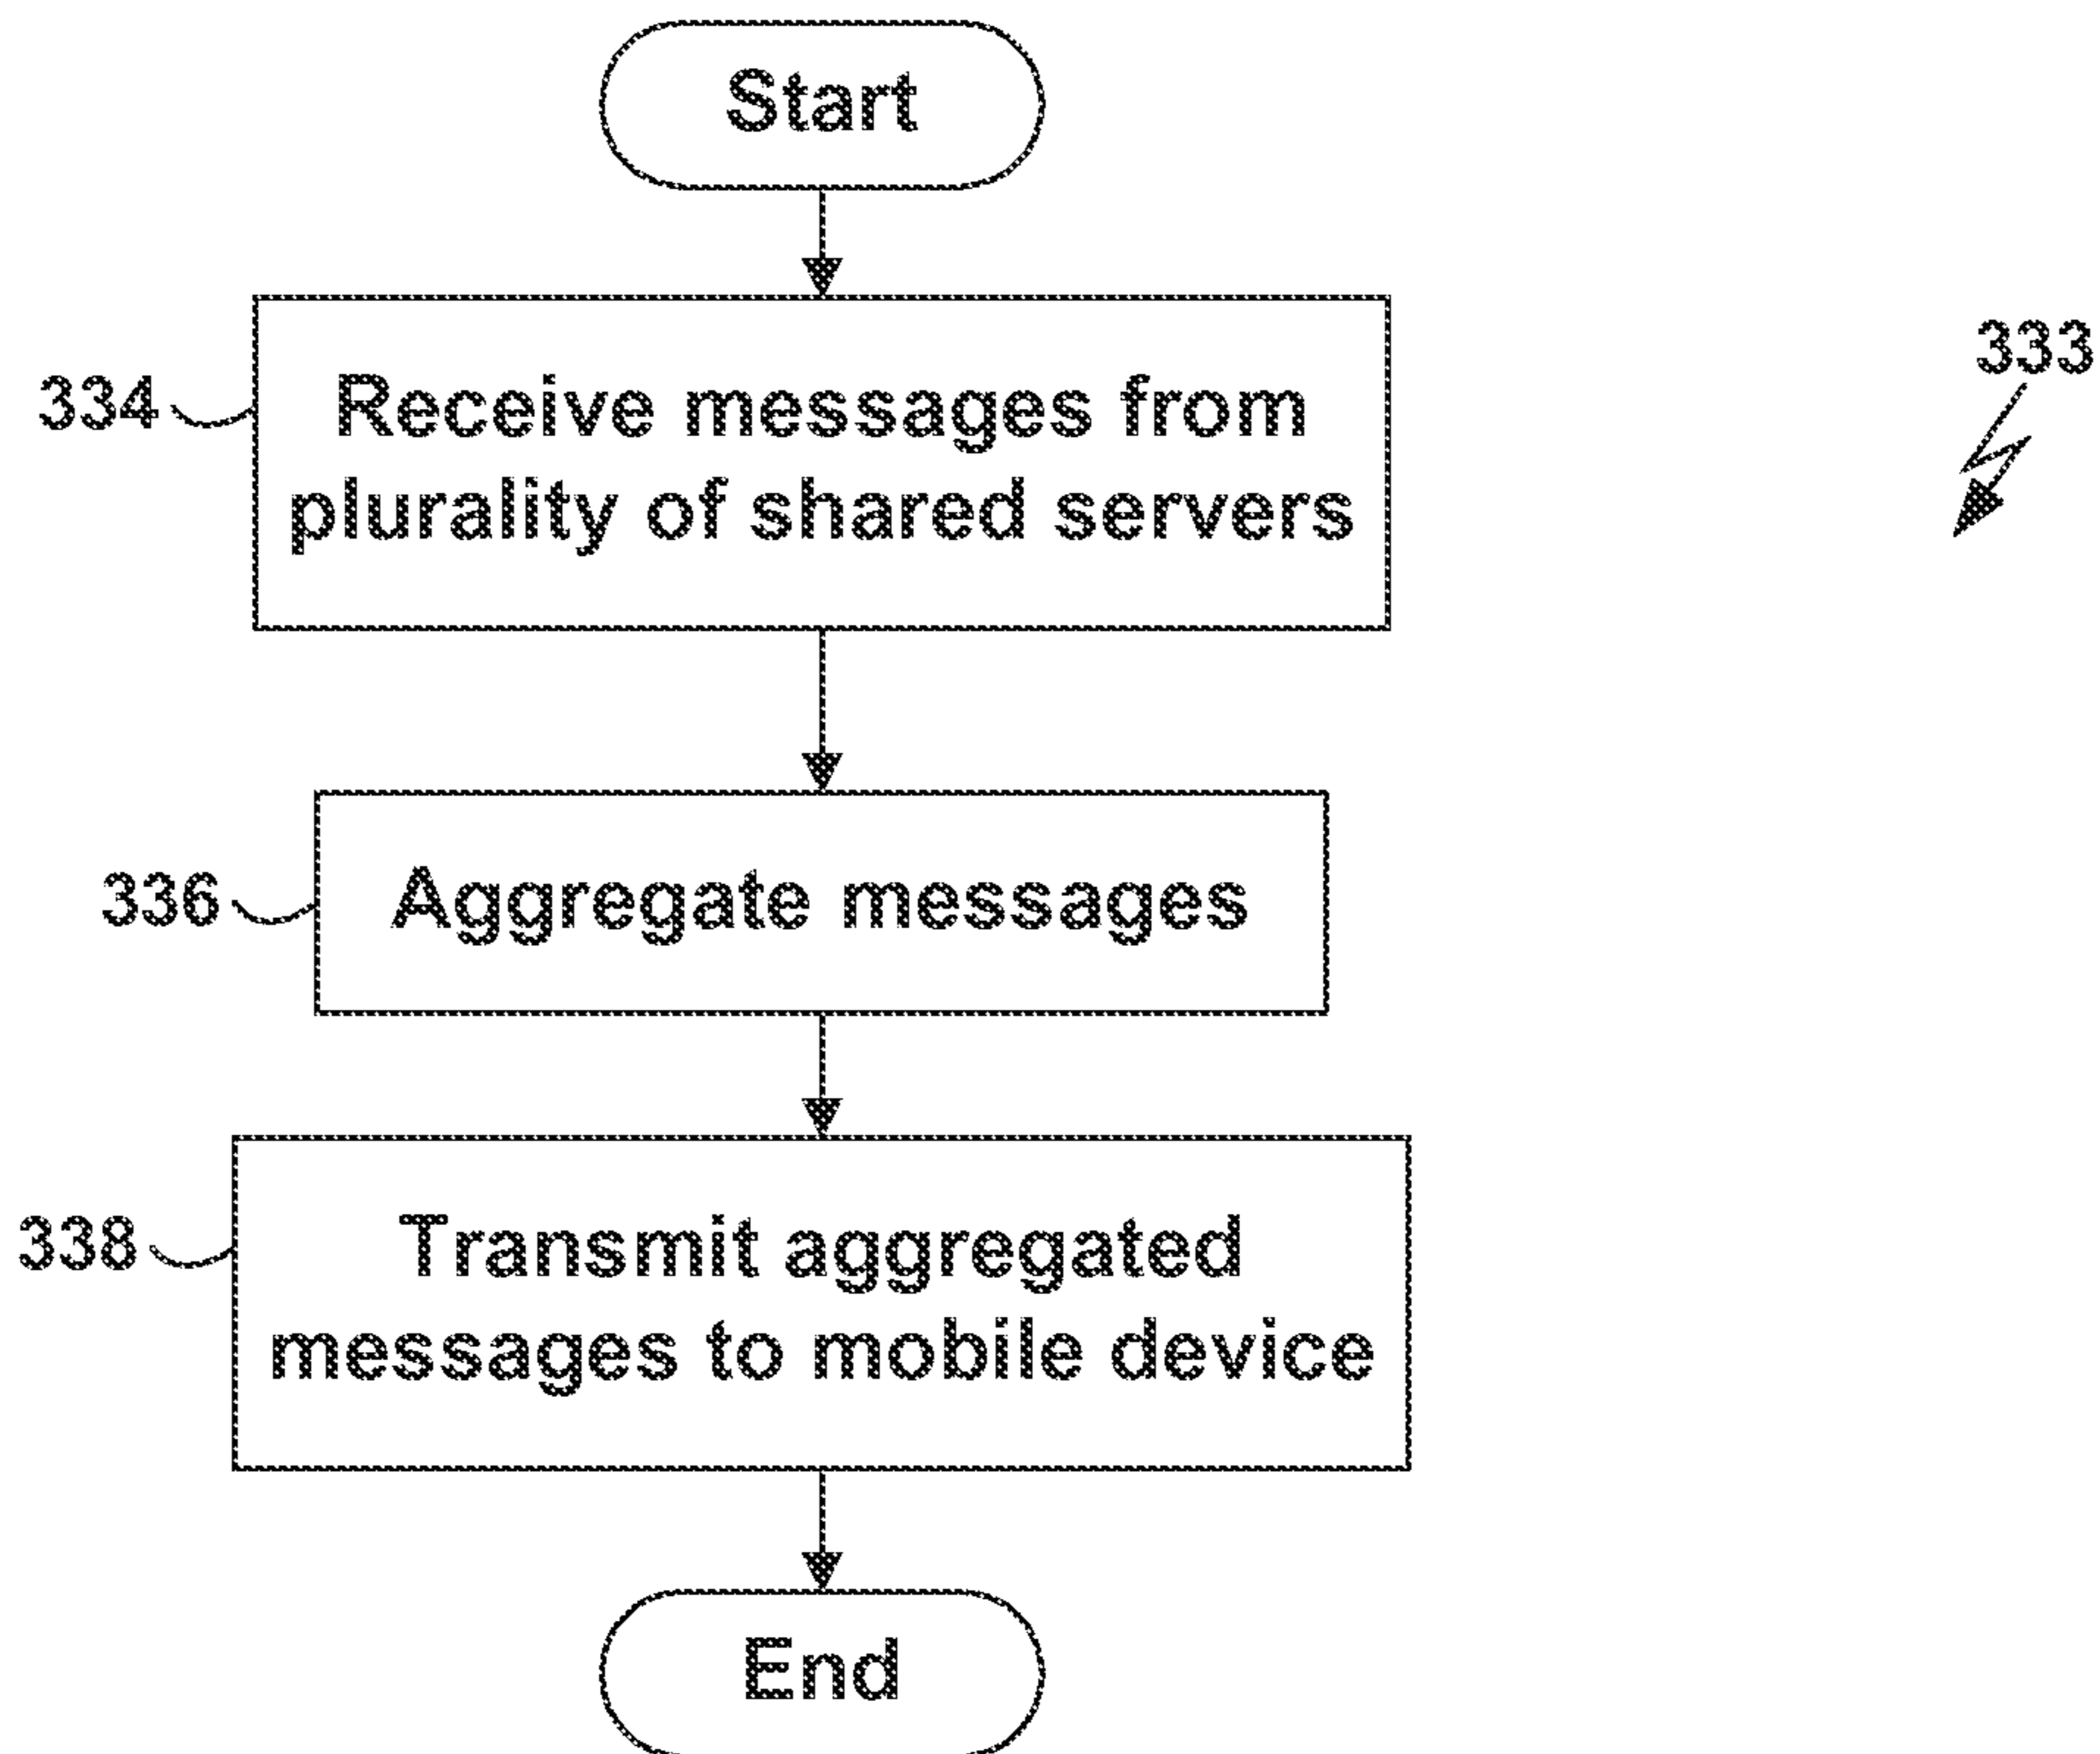 Start
333
334
Receive messages from
plurality of shared servers
336
Aggregate messages
338
Transmit aggregated
messages to mobile device
End